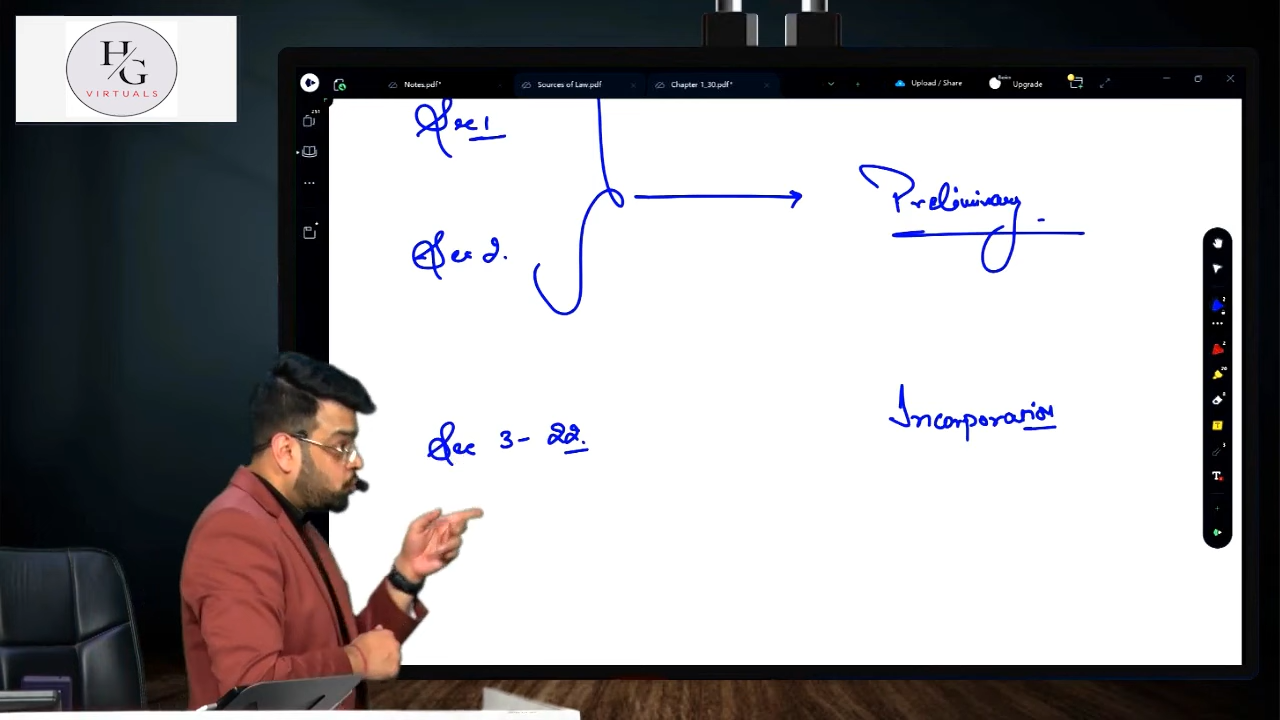 H/G
VIRTUALS
Notes.pdf*
Sources of Law.pdf
Chapter 1_30.pdf*
Upload / Share
Basic
Upgrade
Sec 1
Preliminary
Sec 2.
Incorporation
Sec 3 - 22.